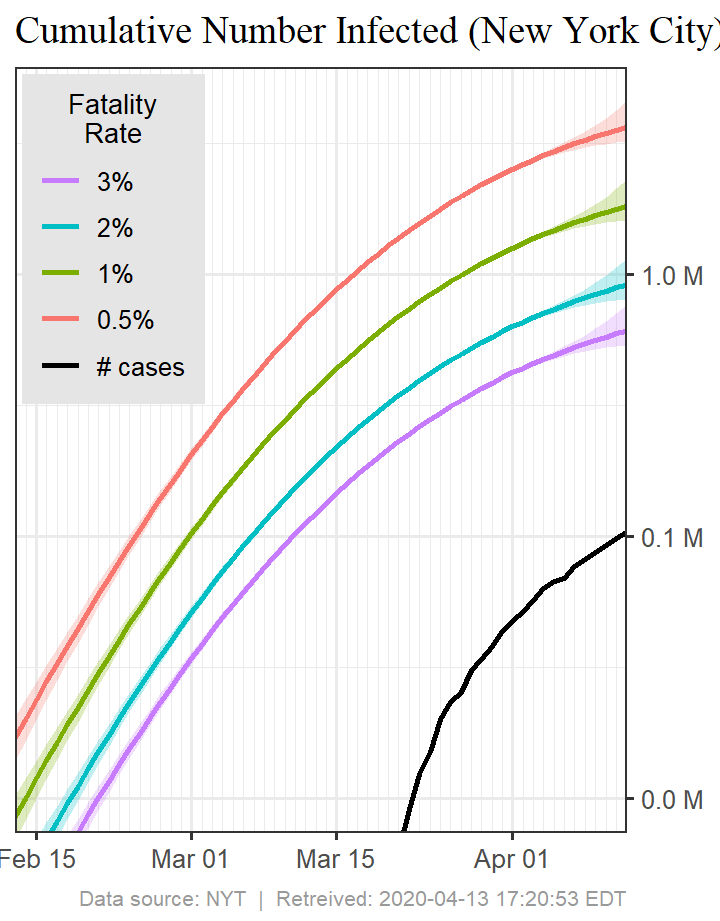 Cumulative Number Infected (New York City)
Fatality
Rate
3%
2%
1%
0.5%
# cases
1.0 M
0.1 M
0.0 M
Feb 15
Mar 01
Mar 15
Apr 01
Data source: NYT | Retreived: 2020-04-13 17:20:53 EDT